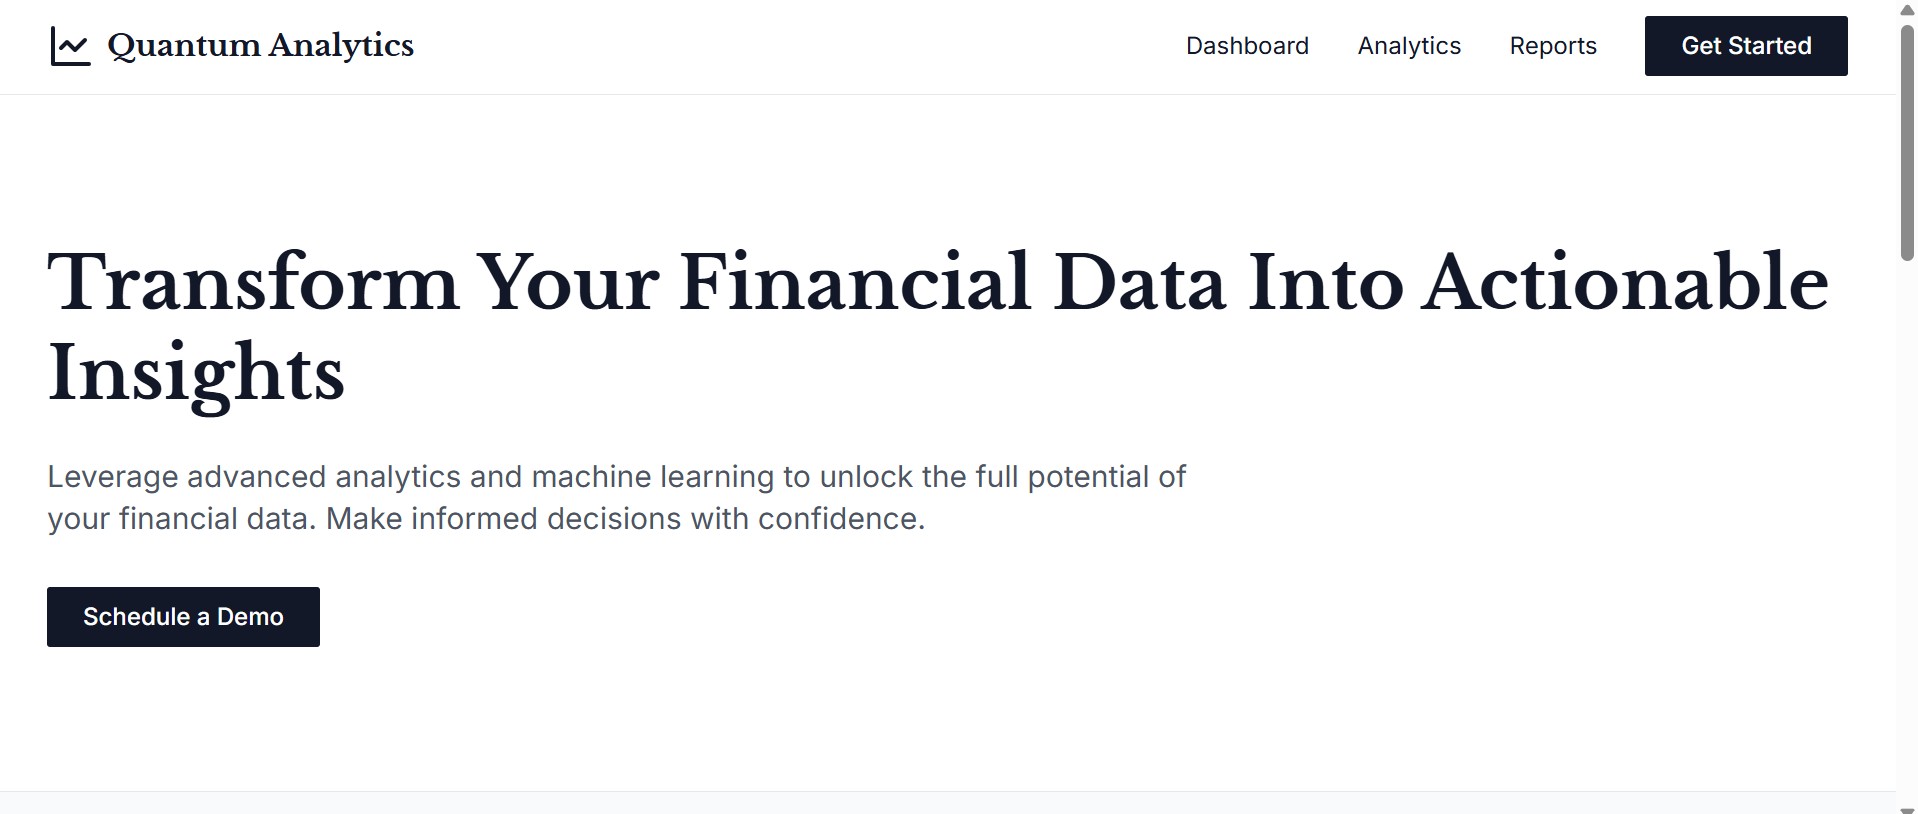 Quantum Analytics
Dashboard
Analytics
Reports
Get Started
Transform Your Financial Data Into Actionable
Insights
Leverage advanced analytics and machine learning to unlock the full potential of
your financial data. Make informed decisions with confidence.
Schedule a Demo